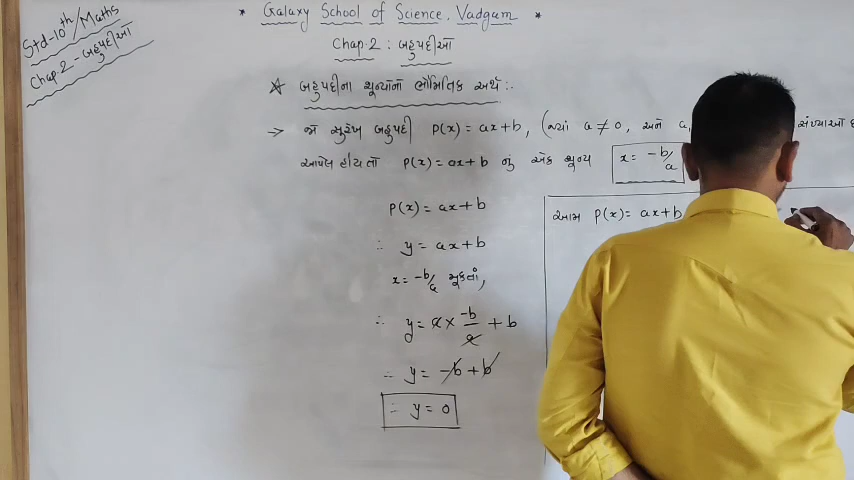 * Galaxy School of Science, Vadgam *
Std-10th/Maths
Chap-2 - બહુપદીઓ
Chap-2 : બહુપદીઓ
☆ બહુપદીના શૂન્યોનો ભૌમિતિક અર્થ :-
→ જો સુરેખ બહુપદી P(x) = ax+b, (જ્યાં a ≠ 0, અને a, સંખ્યાઓ
આપેલ હોય તો P(x) = ax+b નું એક શૂન્ય x = -b/a
P(x) = ax+b
∴ y = ax+b
x = -b/a મૂકતાં,
∴ y = a × -b/a + b
∴ y = -b + b
∴ y = 0
આમ P(x) = ax+b